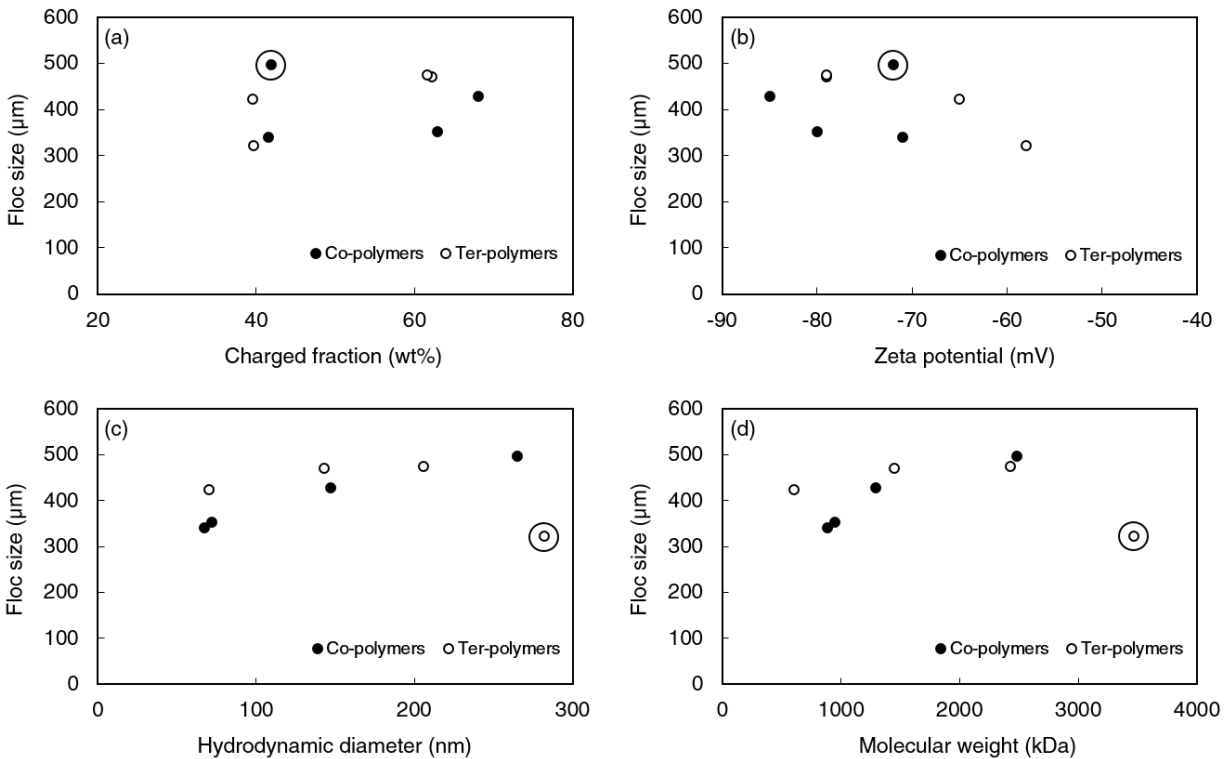 (a)
600
500
400
300
200
100
0
Floc size (μm)
Co-polymers Ter-polymers
20 40 60 80
Charged fraction (wt%)
(b)
600
500
400
300
200
100
0
Floc size (μm)
Co-polymers Ter-polymers
-90 -80 -70 -60 -50 -40
Zeta potential (mV)
(c)
600
500
400
300
200
100
0
Floc size (μm)
Co-polymers Ter-polymers
0 100 200 300
Hydrodynamic diameter (nm)
(d)
600
500
400
300
200
100
0
Floc size (μm)
Co-polymers Ter-polymers
0 1000 2000 3000 4000
Molecular weight (kDa)